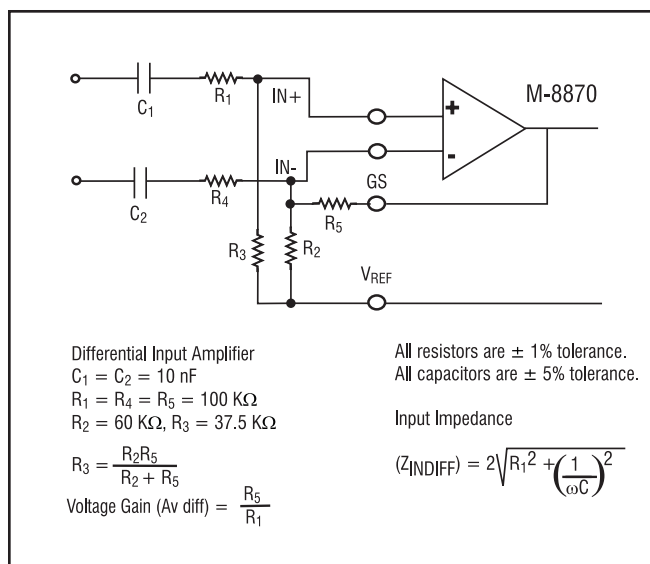 M-8870
IN+
R1
C1
+
-
IN-
GS
R4
C2
R5
R3
R2
VREF
Differential Input Amplifier
C1 = C2 = 10 nF
R1 = R4 = R5 = 100 KΩ
R2 = 60 KΩ, R3 = 37.5 KΩ
R3 = R2R5 / R2 + R5
Voltage Gain (Av diff) = R5 / R1
All resistors are ± 1% tolerance.
All capacitors are ± 5% tolerance.
Input Impedance
(ZINDIFF) = 2√R1² + (1/ωC)²